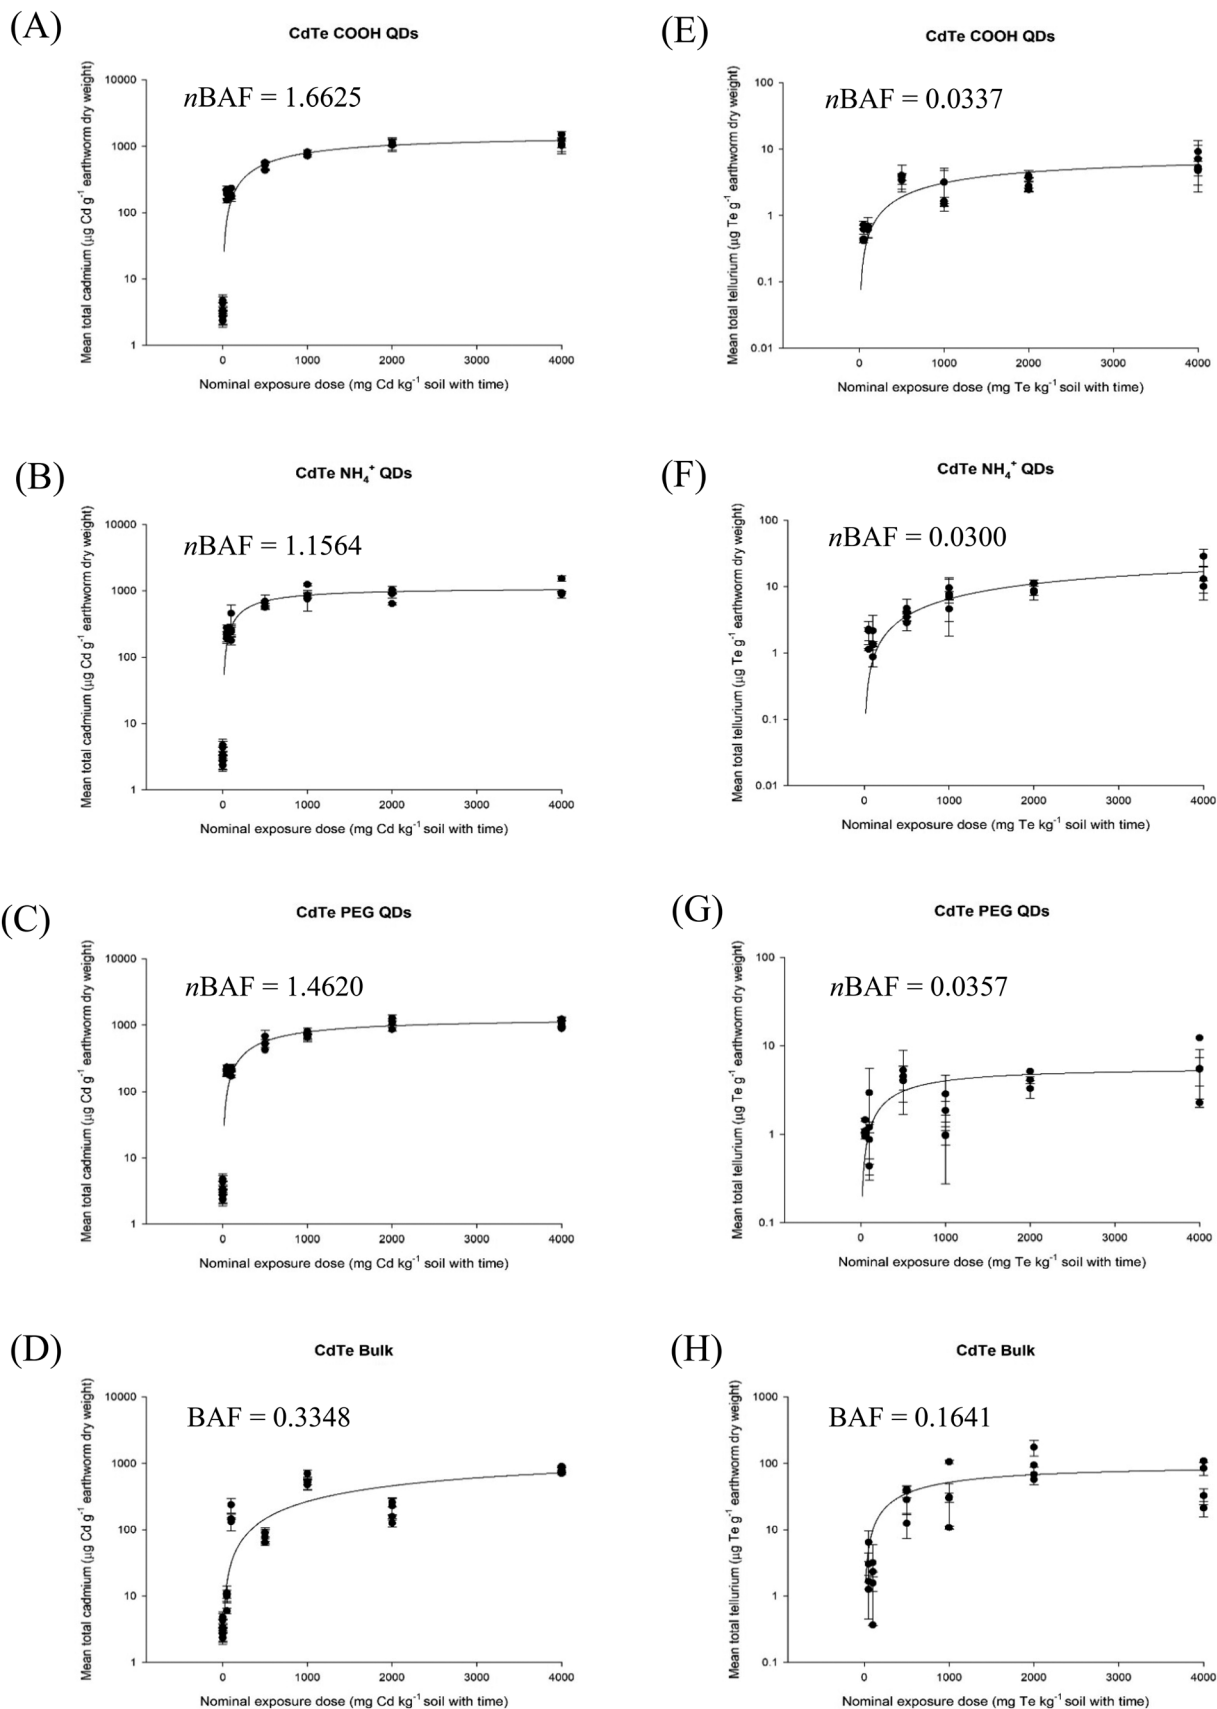 (A)
CdTe COOH QDs
nBAF = 1.6625
Mean total cadmium (µg Cd g⁻¹ earthworm dry weight)
10000
1000
100
10
1
0 1000 2000 3000 4000
Nominal exposure dose (mg Cd kg⁻¹ soil with time)
(E)
CdTe COOH QDs
nBAF = 0.0337
Mean total tellurium (µg Te g⁻¹ earthworm dry weight)
100
10
1
0.1
0.01
0 1000 2000 3000 4000
Nominal exposure dose (mg Te kg⁻¹ soil with time)
(B)
CdTe NH₄⁺ QDs
nBAF = 1.1564
Mean total cadmium (µg Cd g⁻¹ earthworm dry weight)
10000
1000
100
10
1
0 1000 2000 3000 4000
Nominal exposure dose (mg Cd kg⁻¹ soil with time)
(F)
CdTe NH₄⁺ QDs
nBAF = 0.0300
Mean total tellurium (µg Te g⁻¹ earthworm dry weight)
100
10
1
0.1
0.01
0 1000 2000 3000 4000
Nominal exposure dose (mg Te kg⁻¹ soil with time)
(C)
CdTe PEG QDs
nBAF = 1.4620
Mean total cadmium (µg Cd g⁻¹ earthworm dry weight)
10000
1000
100
10
1
0 1000 2000 3000 4000
Nominal exposure dose (mg Cd kg⁻¹ soil with time)
(G)
CdTe PEG QDs
nBAF = 0.0357
Mean total tellurium (µg Te g⁻¹ earthworm dry weight)
100
10
1
0.1
0 1000 2000 3000 4000
Nominal exposure dose (mg Te kg⁻¹ soil with time)
(D)
CdTe Bulk
BAF = 0.3348
Mean total cadmium (µg Cd g⁻¹ earthworm dry weight)
10000
1000
100
10
1
0 1000 2000 3000 4000
Nominal exposure dose (mg Cd kg⁻¹ soil with time)
(H)
CdTe Bulk
BAF = 0.1641
Mean total tellurium (µg Te g⁻¹ earthworm dry weight)
1000
100
10
1
0.1
0 1000 2000 3000 4000
Nominal exposure dose (mg Te kg⁻¹ soil with time)